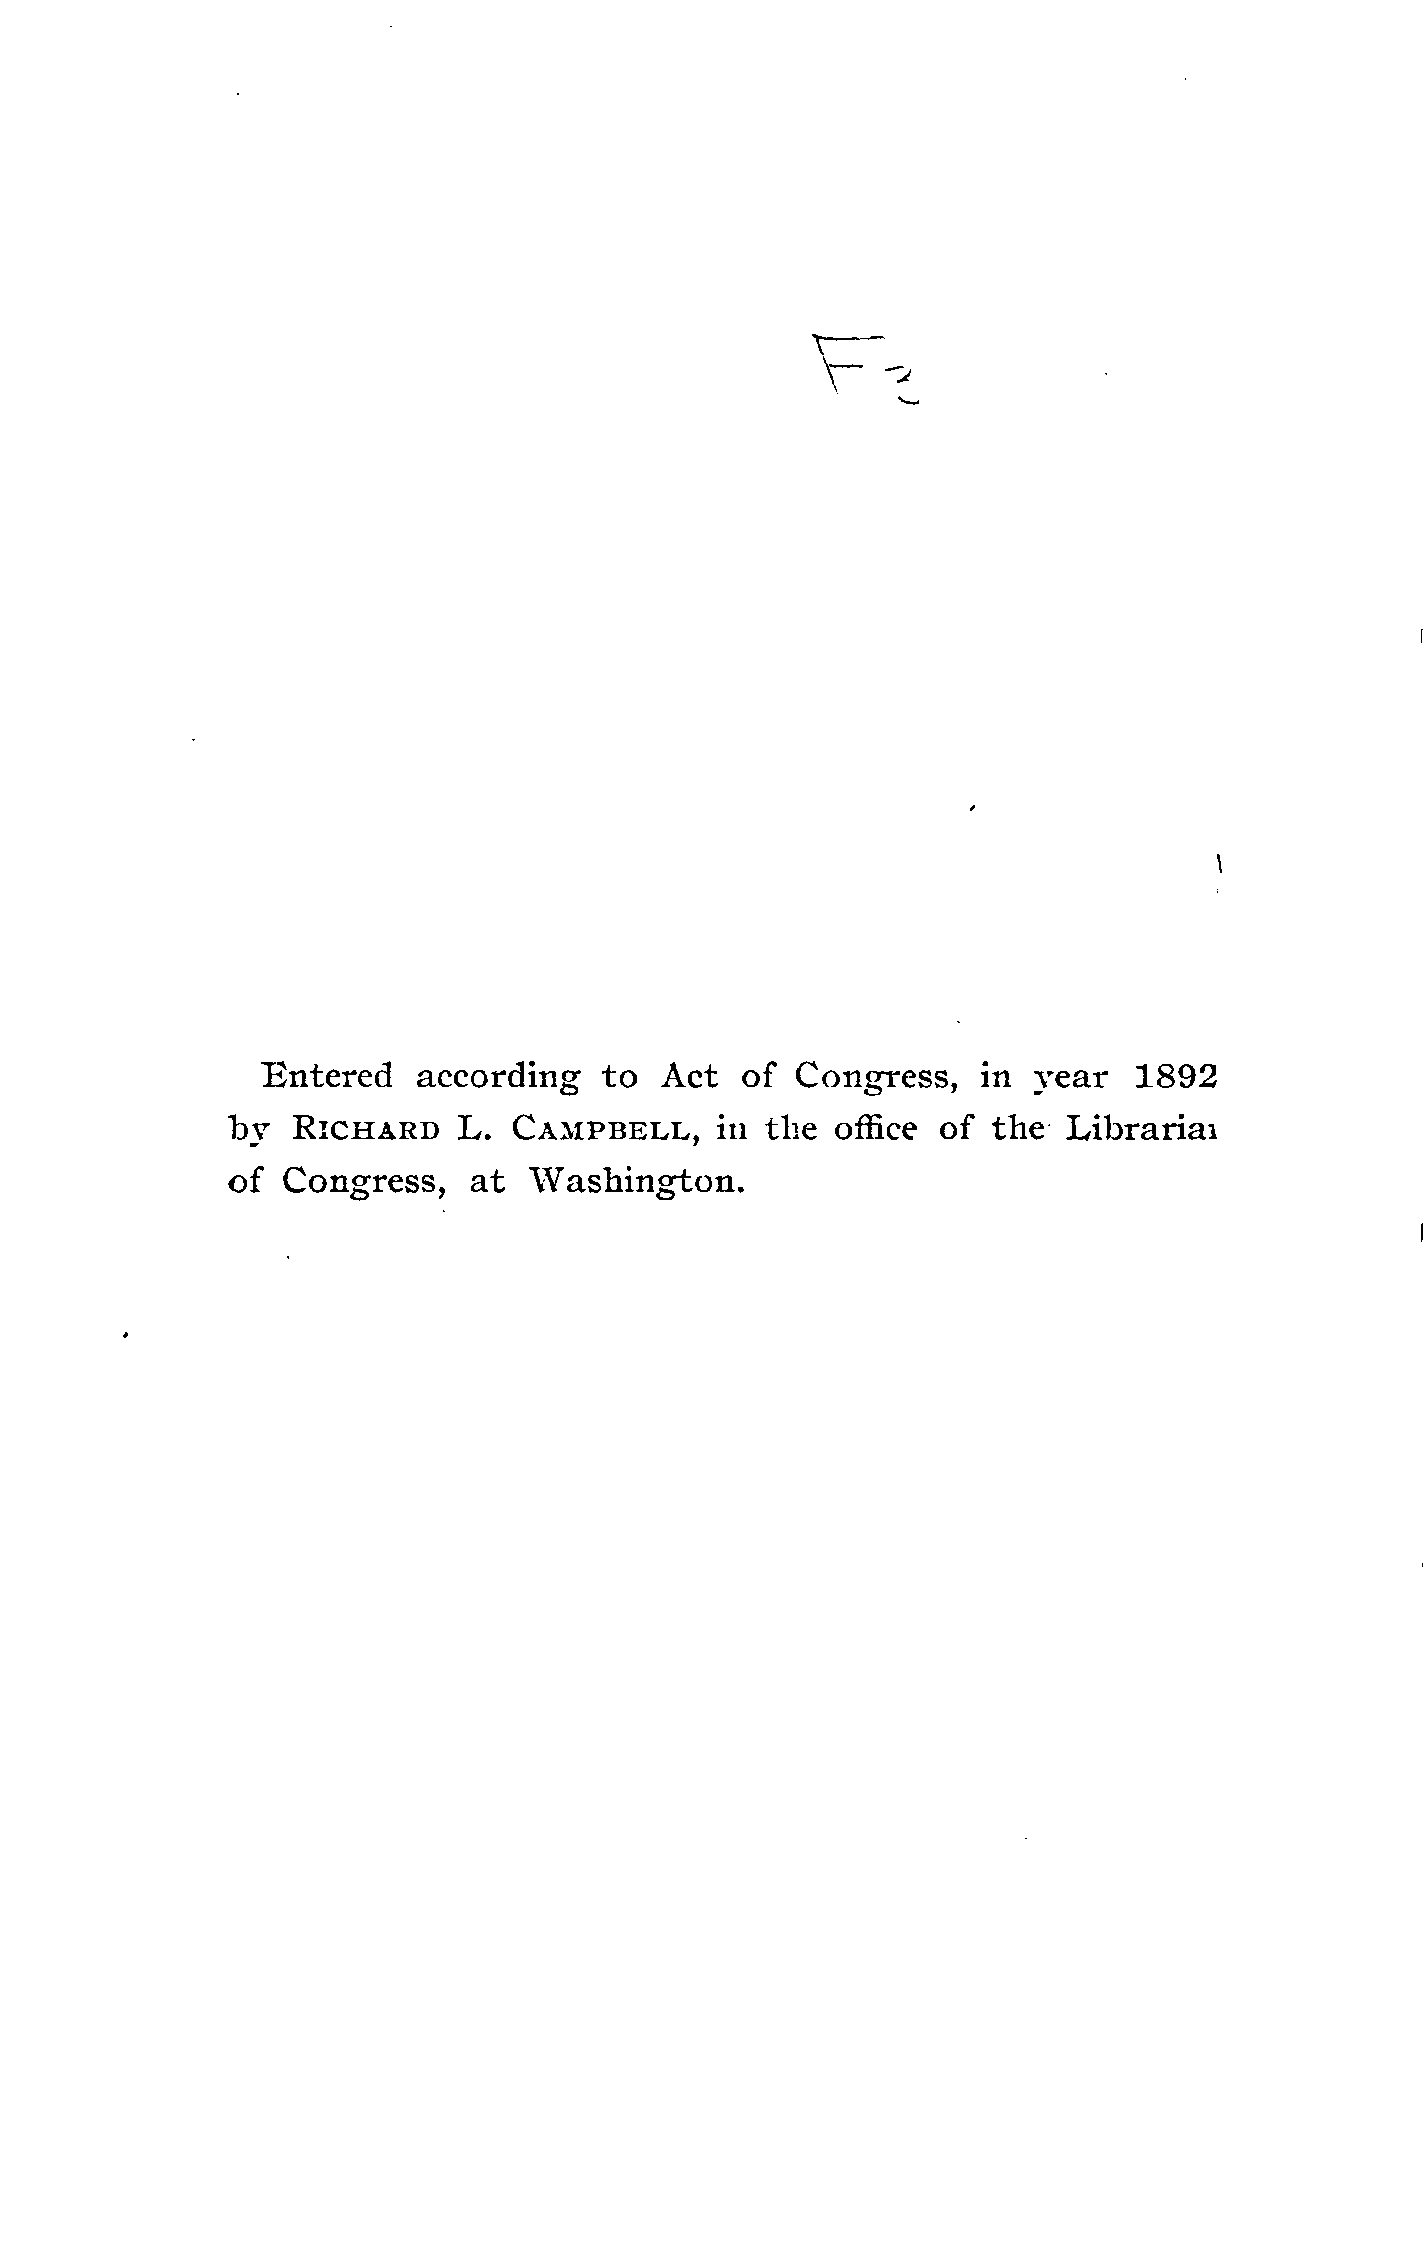 Entered according to Act of Congress, in year 1892
by RICHARD L. CAMPBELL, in the office of the Librarian
of Congress, at Washington.